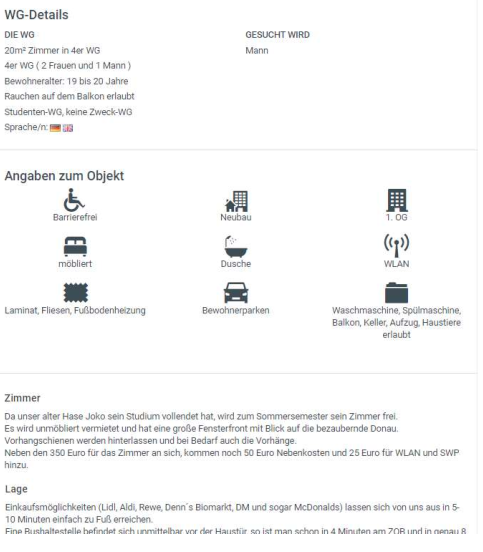 WG-Details
DIE WG
20m² Zimmer in 4er WG
4er WG ( 2 Frauen und 1 Mann )
Bewohneralter: 19 bis 20 Jahre
Rauchen auf dem Balkon erlaubt
Studenten-WG, keine Zweck-WG
Sprache/n:
GESUCHT WIRD
Mann
Angaben zum Objekt
Barrierefrei
Neubau
1. OG
möbliert
Dusche
WLAN
Laminat, Fliesen, Fußbodenheizung
Bewohnerparken
Waschmaschine, Spülmaschine,
Balkon, Keller, Aufzug, Haustiere
erlaubt
Zimmer
Da unser alter Hase Joko sein Studium vollendet hat, wird zum Sommersemester sein Zimmer frei.
Es wird unmöbliert vermietet und hat eine große Fensterfront mit Blick auf die bezaubernde Donau.
Vorhangschienen werden hinterlassen und bei Bedarf auch die Vorhänge.
Neben den 350 Euro für das Zimmer an sich, kommen noch 50 Euro Nebenkosten und 25 Euro für WLAN und SWP
hinzu.
Lage
Einkaufsmöglichkeiten (Lidl, Aldi, Rewe, Denn´s Biomarkt, DM und sogar McDonalds) lassen sich von uns aus in 5-
10 Minuten einfach zu Fuß erreichen.
Eine Bushaltestelle befindet sich unmittelbar vor der Haustür, so ist man schon in 4 Minuten am ZOB und in genau 8